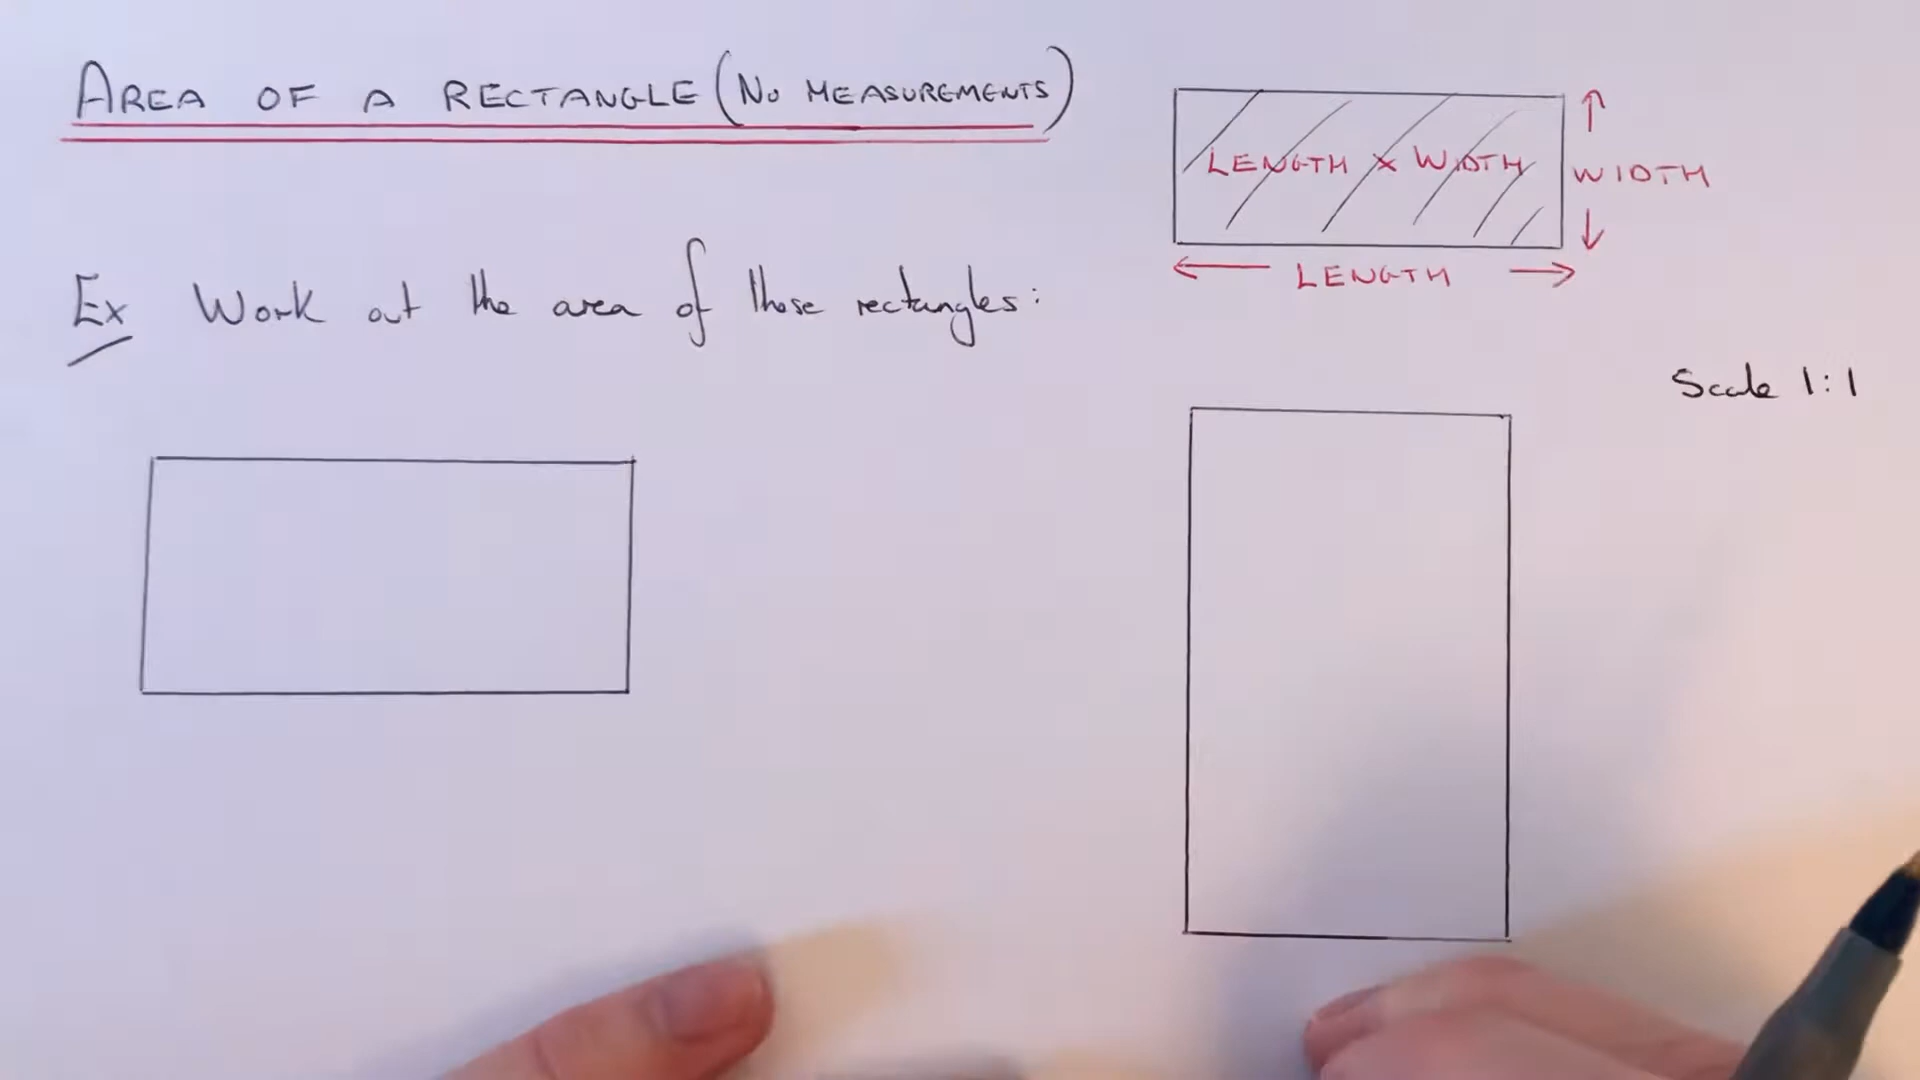 AREA OF A RECTANGLE (NO MEASUREMENTS)
LENGTH × WIDTH
WIDTH
LENGTH
Ex Work out the area of these rectangles:
Scale 1:1